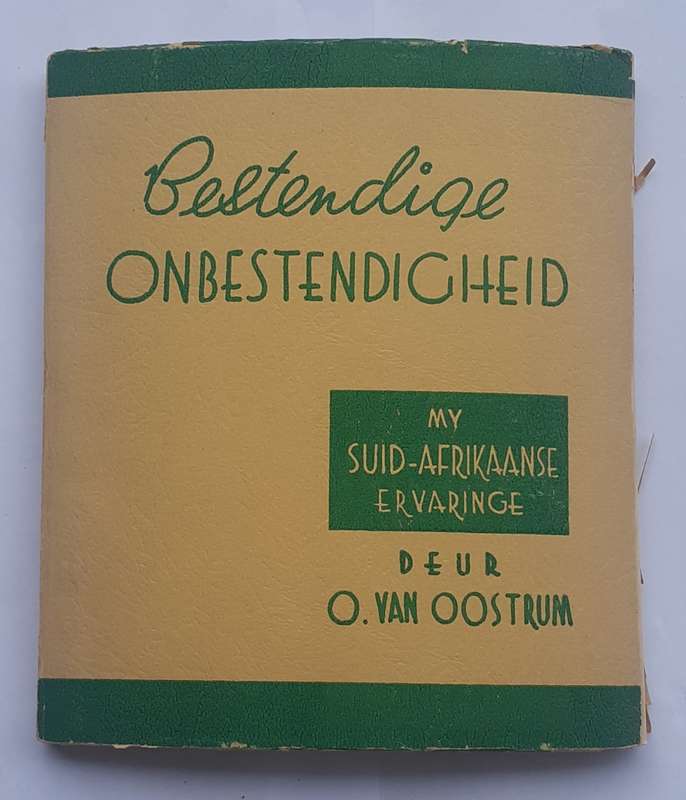 Bestendige
ONBESTENDIGHEID
MY
SUID-AFRIKAANSE
ERVARINGE
DEUR
O. VAN OOSTRUM